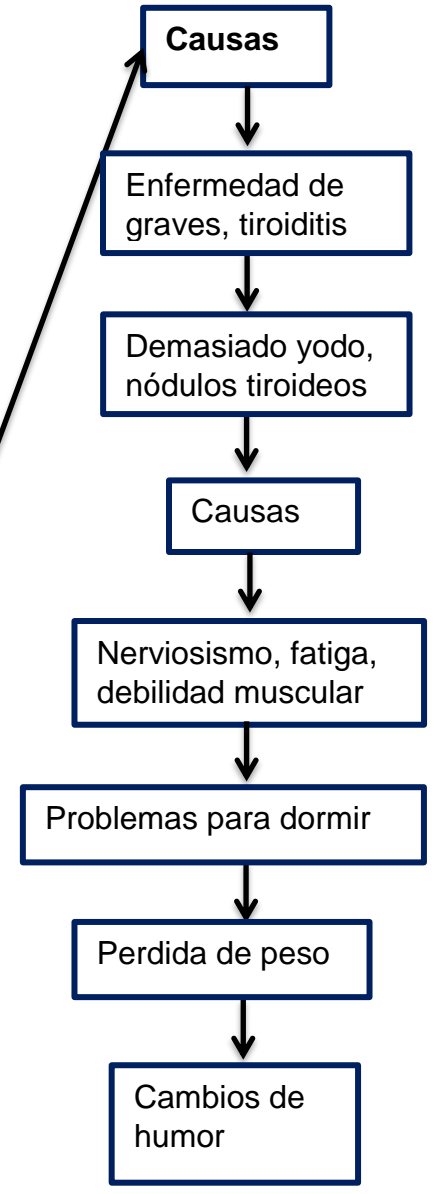 Causas
Enfermedad de
graves, tiroiditis
Demasiado yodo,
nódulos tiroideos
Causas
Nerviosismo, fatiga,
debilidad muscular
Problemas para dormir
Perdida de peso
Cambios de
humor